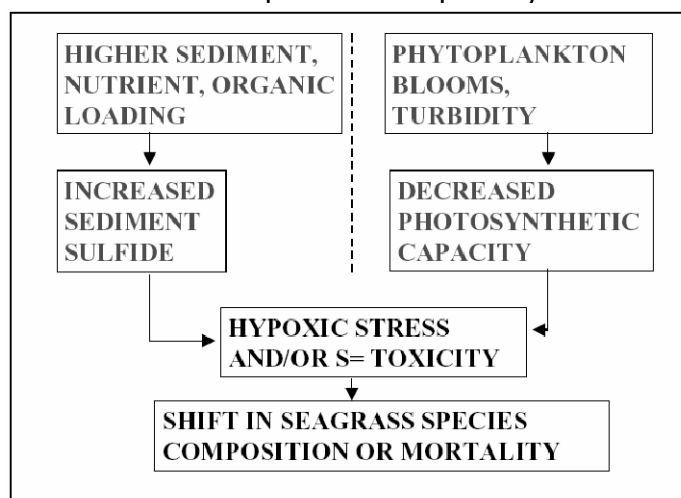 HIGHER SEDIMENT,
NUTRIENT, ORGANIC
LOADING
PHYTOPLANKTON
BLOOMS,
TURBIDITY
INCREASED
SEDIMENT
SULFIDE
DECREASED
PHOTOSYNTHETIC
CAPACITY
HYPOXIC STRESS
AND/OR S= TOXICITY
SHIFT IN SEAGRASS SPECIES
COMPOSITION OR MORTALITY